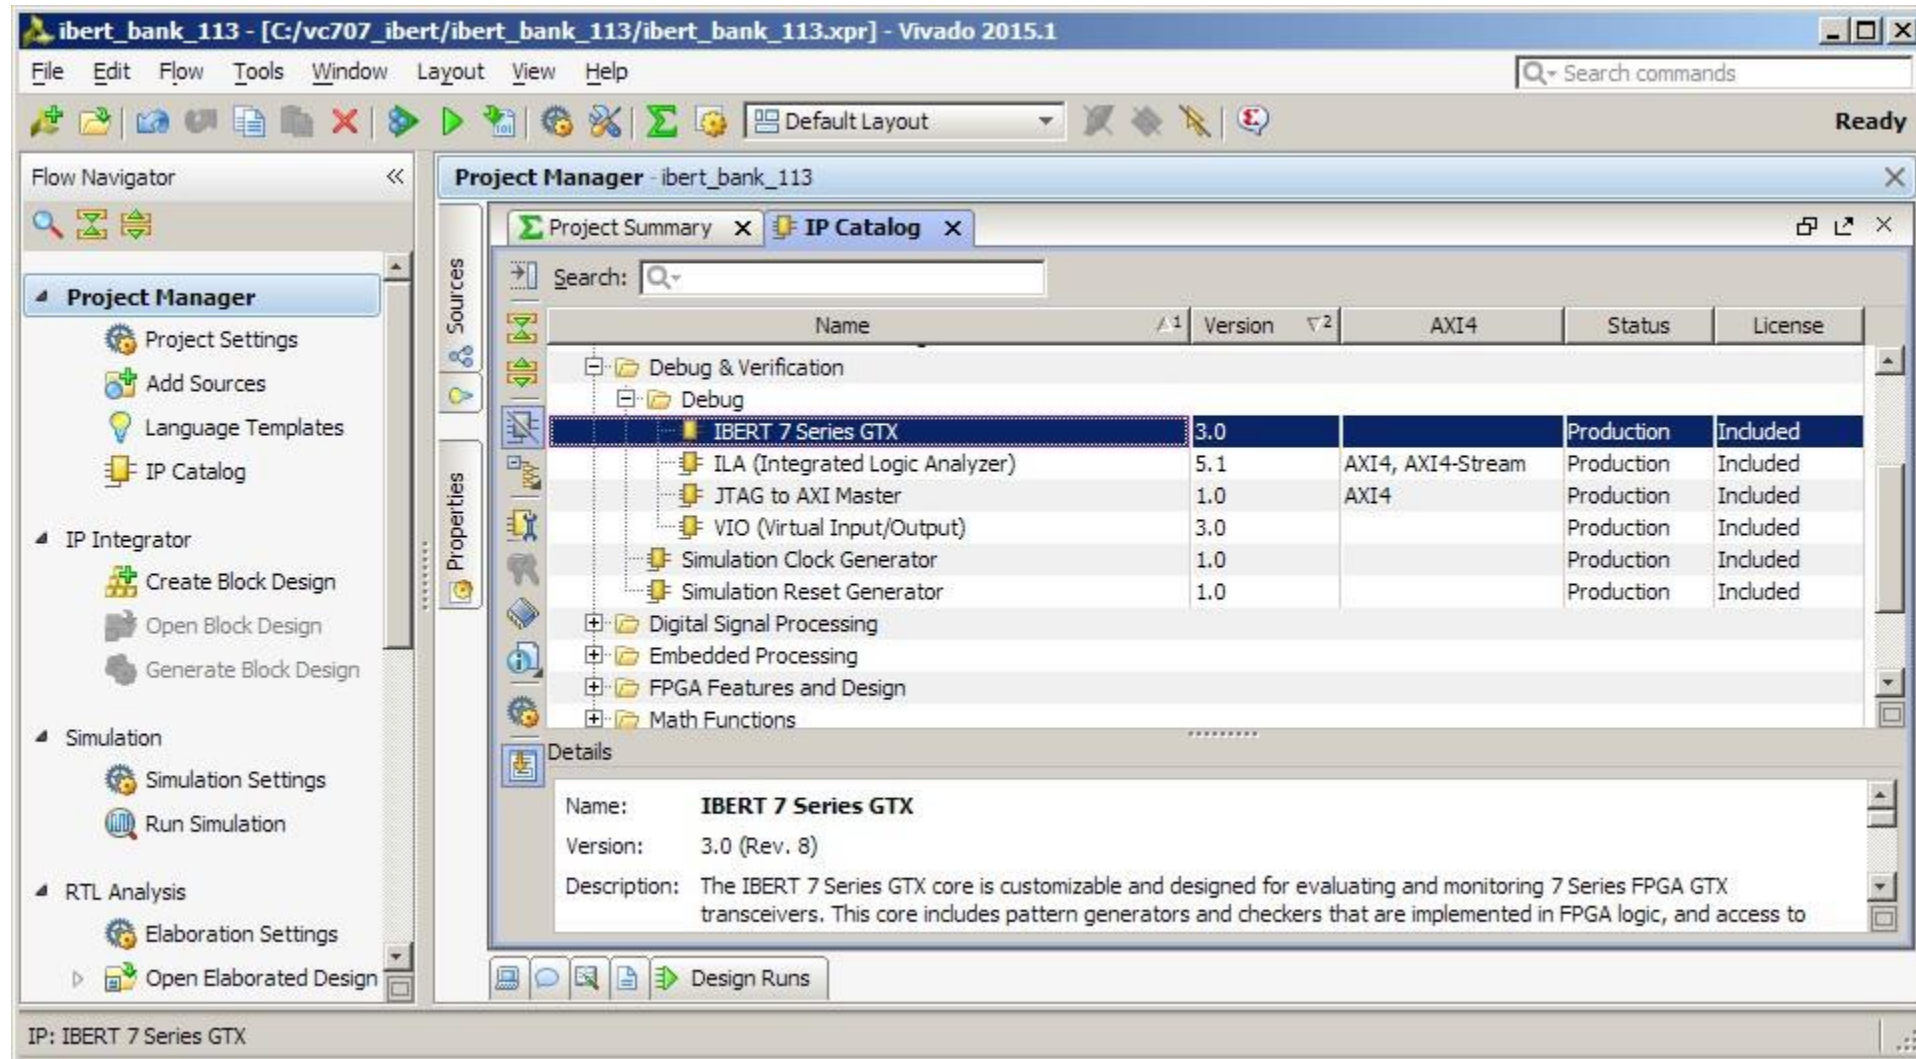 ibert_bank_113 - [C:/vc707_ibert/ibert_bank_113/ibert_bank_113.xpr] - Vivado 2015.1
File Edit Flow Tools Window Layout View Help
Search commands
Default Layout
Ready
Flow Navigator
Project Manager
Project Settings
Add Sources
Language Templates
IP Catalog
IP Integrator
Create Block Design
Open Block Design
Generate Block Design
Simulation
Simulation Settings
Run Simulation
RTL Analysis
Elaboration Settings
Open Elaborated Design
Project Manager - ibert_bank_113
Sources
Properties
Project Summary
IP Catalog
Search:
Name 1 Version 2 AXI4 Status License
Debug & Verification
Debug
IBERT 7 Series GTX 3.0 Production Included
ILA (Integrated Logic Analyzer) 5.1 AXI4, AXI4-Stream Production Included
JTAG to AXI Master 1.0 AXI4 Production Included
VIO (Virtual Input/Output) 3.0 Production Included
Simulation Clock Generator 1.0 Production Included
Simulation Reset Generator 1.0 Production Included
Digital Signal Processing
Embedded Processing
FPGA Features and Design
Math Functions
Details
Name: IBERT 7 Series GTX
Version: 3.0 (Rev. 8)
Description: The IBERT 7 Series GTX core is customizable and designed for evaluating and monitoring 7 Series FPGA GTX
transceivers. This core includes pattern generators and checkers that are implemented in FPGA logic, and access to
Design Runs
IP: IBERT 7 Series GTX